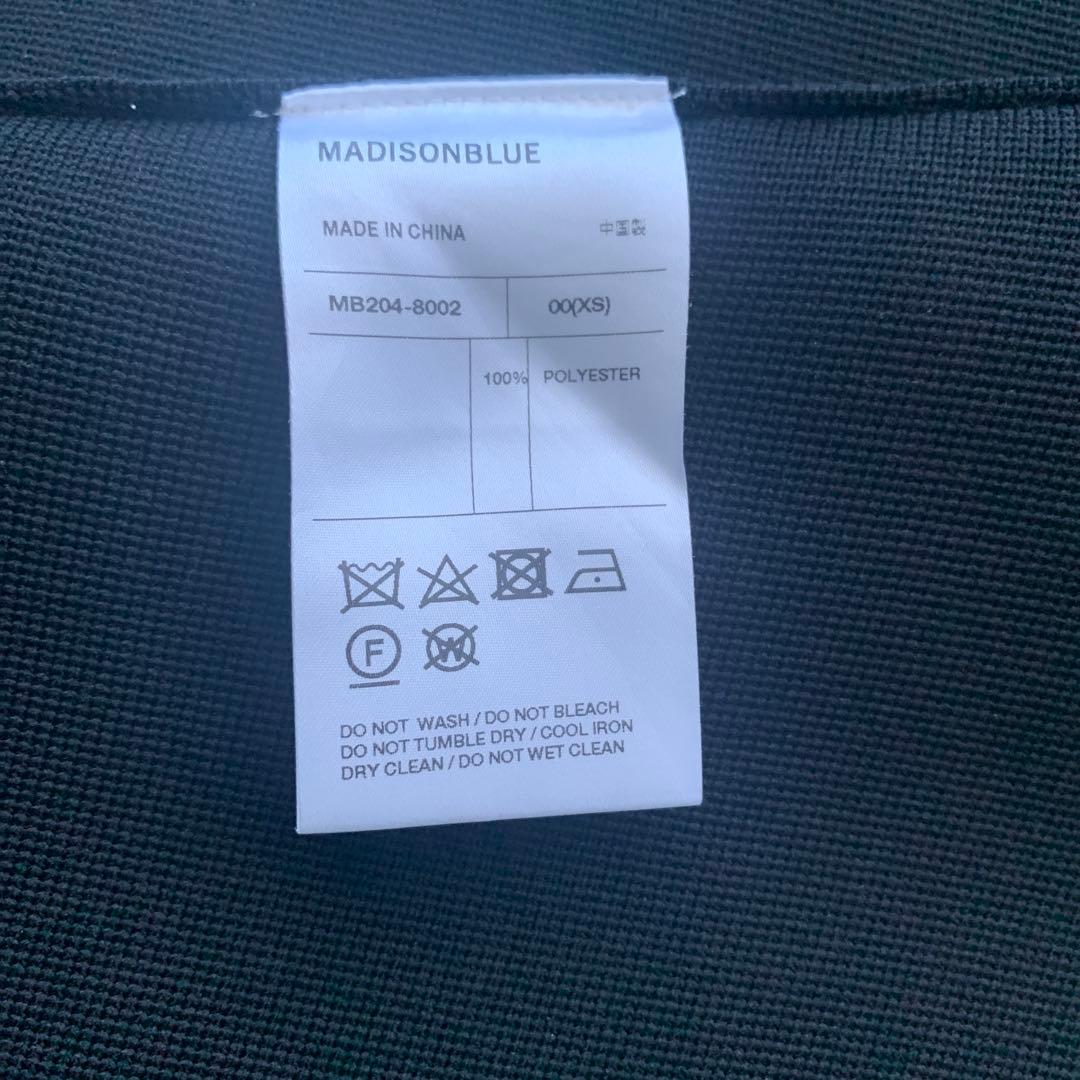 MADISONBLUE
MADE IN CHINA 中国製
MB204-8002 00(XS)
100% POLYESTER
F
W
DO NOT WASH / DO NOT BLEACH
DO NOT TUMBLE DRY / COOL IRON
DRY CLEAN / DO NOT WET CLEAN